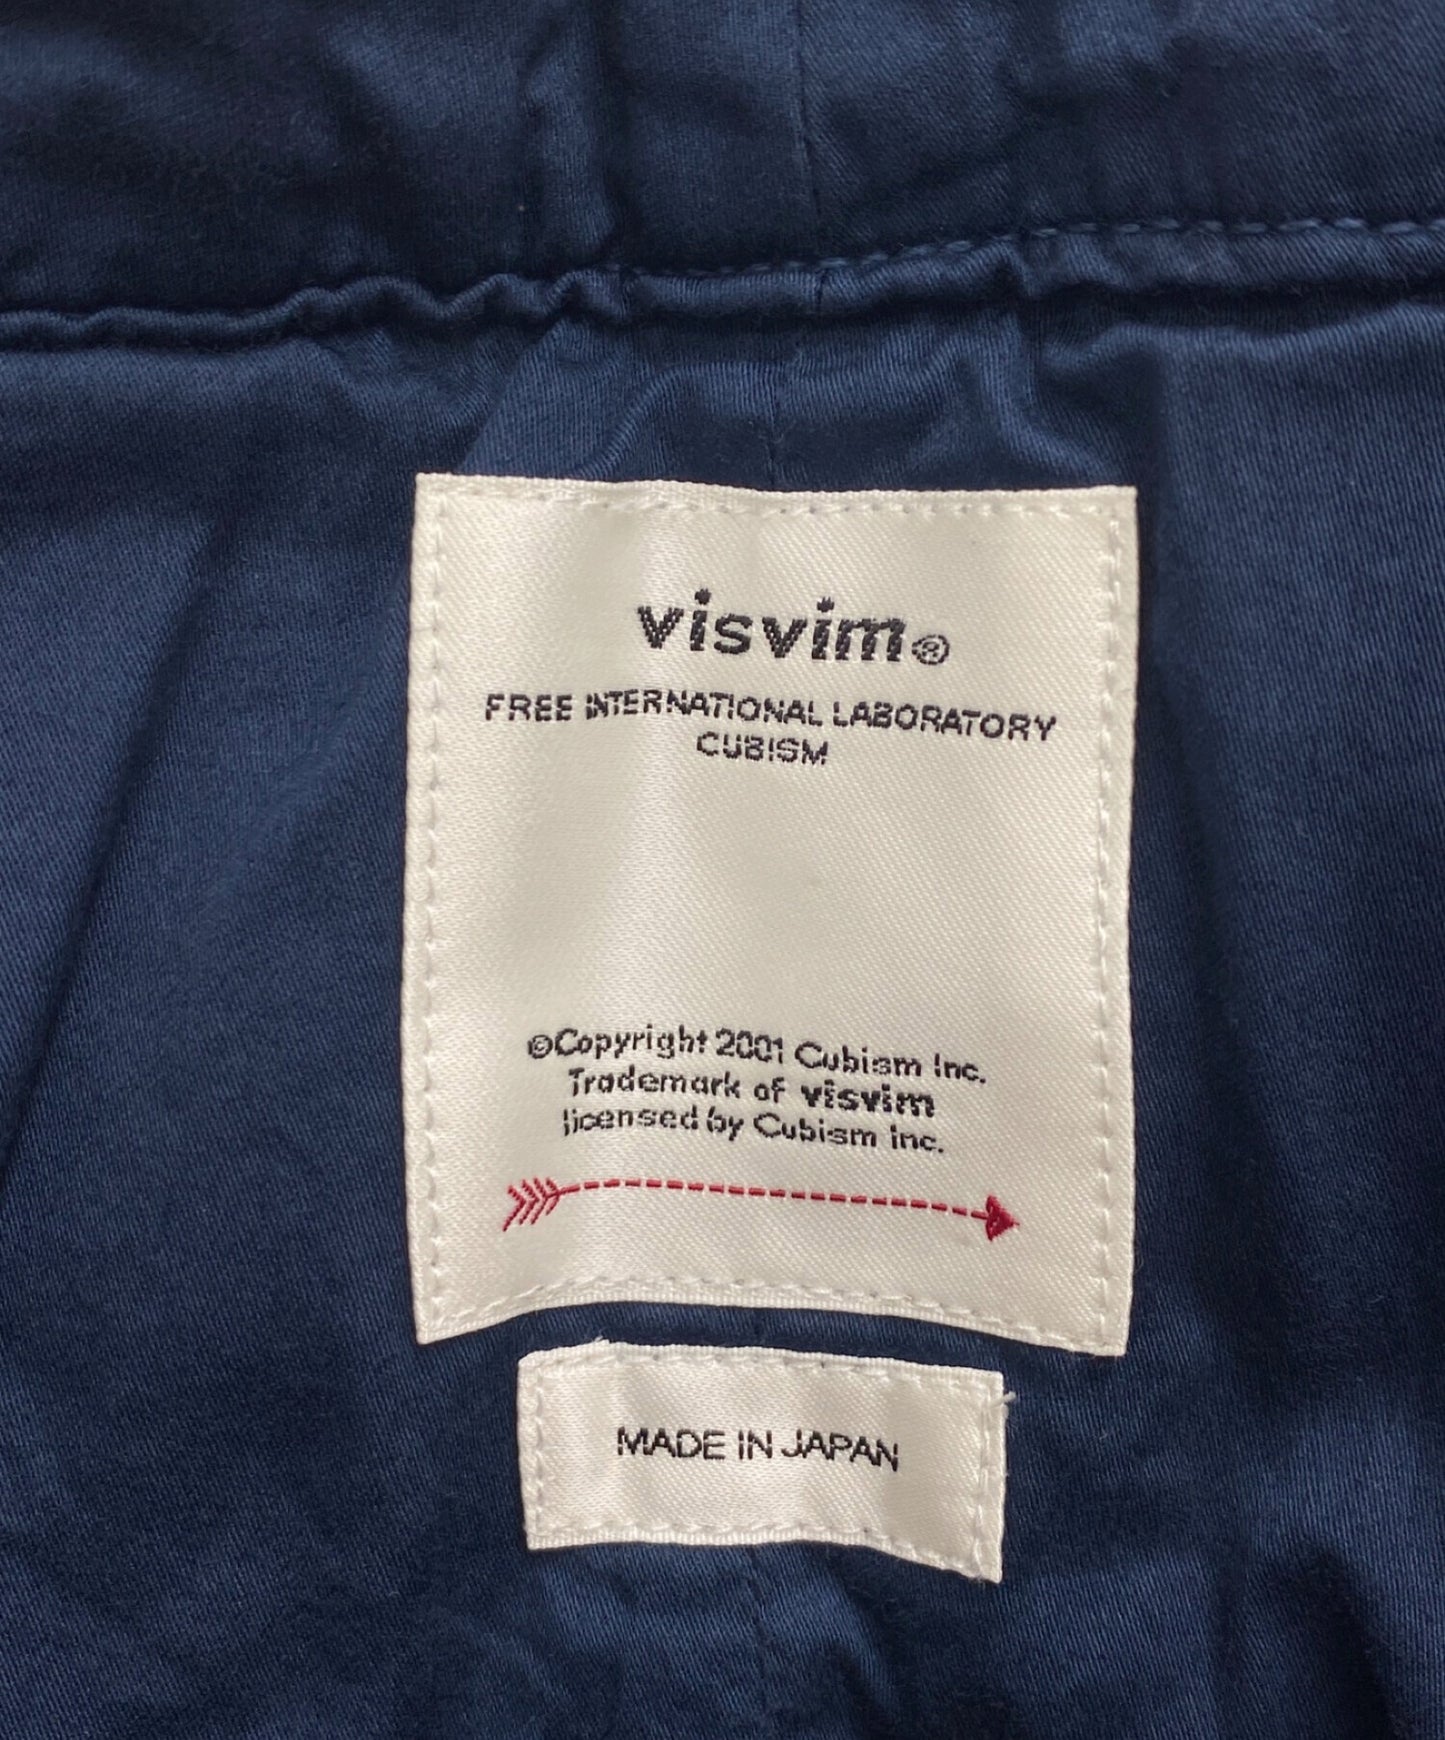 visvim®
FREE INTERNATIONAL LABORATORY
CUBISM
©Copyright 2001 Cubism Inc.
Trademark of visvim
licensed by Cubism Inc.
MADE IN JAPAN